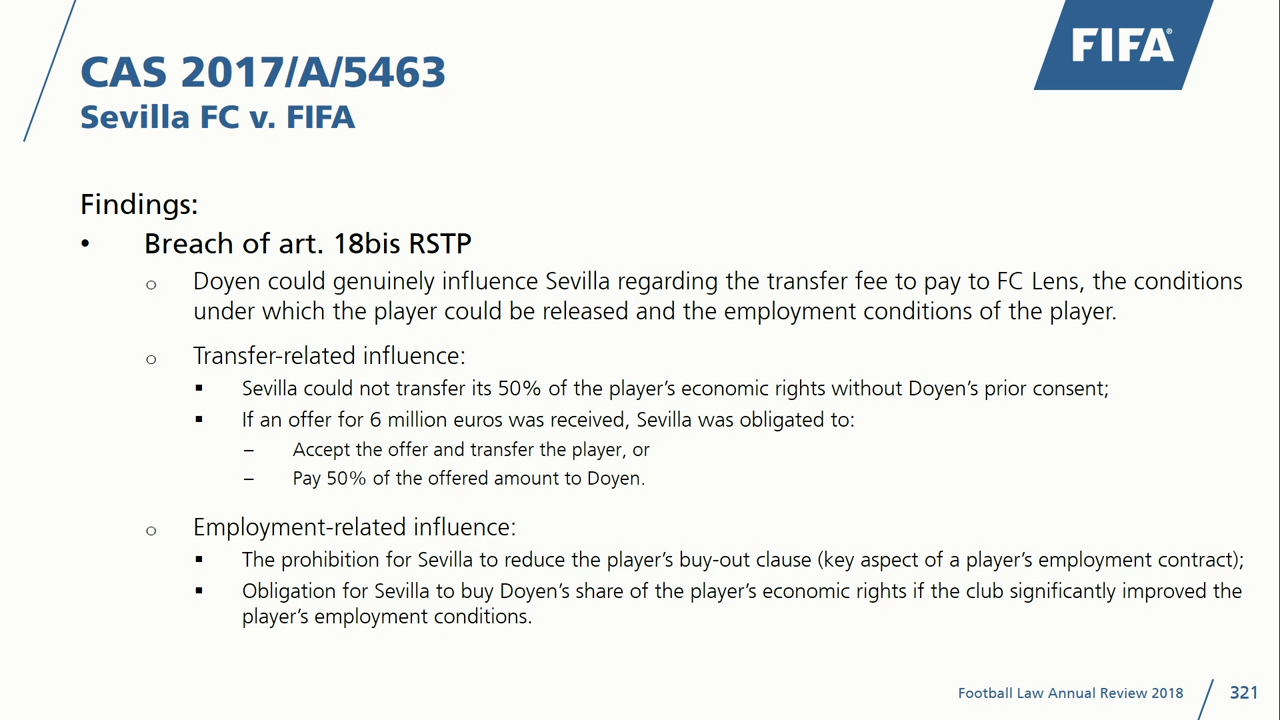 CAS 2017/A/5463
FIFA®
Sevilla FC v. FIFA
Findings:
• Breach of art. 18bis RSTP
o Doyen could genuinely influence Sevilla regarding the transfer fee to pay to FC Lens, the conditions
under which the player could be released and the employment conditions of the player.
o Transfer-related influence:
▪ Sevilla could not transfer its 50% of the player’s economic rights without Doyen’s prior consent;
▪ If an offer for 6 million euros was received, Sevilla was obligated to:
– Accept the offer and transfer the player, or
– Pay 50% of the offered amount to Doyen.
o Employment-related influence:
▪ The prohibition for Sevilla to reduce the player’s buy-out clause (key aspect of a player’s employment contract);
▪ Obligation for Sevilla to buy Doyen’s share of the player’s economic rights if the club significantly improved the
player’s employment conditions.
Football Law Annual Review 2018 321